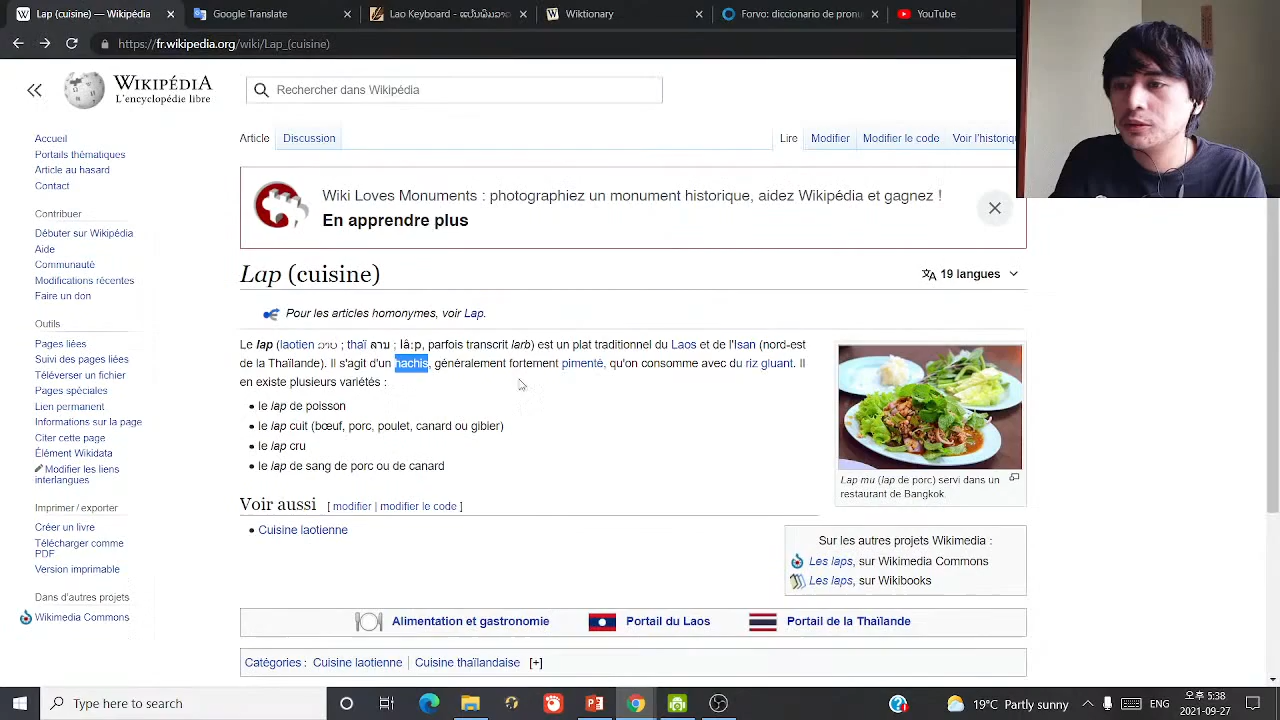 Lap (cuisine) — Wikipédia
Google Translate
Lao Keyboard - ແປ້ນພິມລາວ
Wiktionary
Forvo: diccionario de pronu
YouTube
https://fr.wikipedia.org/wiki/Lap_(cuisine)
WIKIPÉDIA
L'encyclopédie libre
Rechercher dans Wikipédia
Article
Discussion
Lire
Modifier
Modifier le code
Voir l'historiq
Accueil
Portails thématiques
Article au hasard
Contact
Contribuer
Débuter sur Wikipédia
Aide
Communauté
Modifications récentes
Faire un don
Outils
Pages liées
Suivi des pages liées
Téléverser un fichier
Pages spéciales
Lien permanent
Informations sur la page
Citer cette page
Élément Wikidata
Modifier les liens
interlangues
Imprimer / exporter
Créer un livre
Télécharger comme
PDF
Version imprimable
Dans d'autres projets
Wikimedia Commons
Wiki Loves Monuments : photographiez un monument historique, aidez Wikipédia et gagnez !
En apprendre plus
Lap (cuisine)
19 langues
Pour les articles homonymes, voir Lap.
Le lap (laotien ລາບ ; thaï ลาบ ; lâːp, parfois transcrit larb) est un plat traditionnel du Laos et de l'Isan (nord-est
de la Thaïlande). Il s'agit d'un hachis, généralement fortement pimenté, qu'on consomme avec du riz gluant. Il
en existe plusieurs variétés :
le lap de poisson
le lap cuit (bœuf, porc, poulet, canard ou gibier)
le lap cru
le lap de sang de porc ou de canard
Lap mu (lap de porc) servi dans un
restaurant de Bangkok.
Voir aussi [ modifier | modifier le code ]
Cuisine laotienne
Sur les autres projets Wikimedia :
Les laps, sur Wikimedia Commons
Les laps, sur Wikibooks
Alimentation et gastronomie
Portail du Laos
Portail de la Thaïlande
Catégories : Cuisine laotienne | Cuisine thaïlandaise [+]
Type here to search
19°C Partly sunny
ENG
오후 5:38
2021-09-27